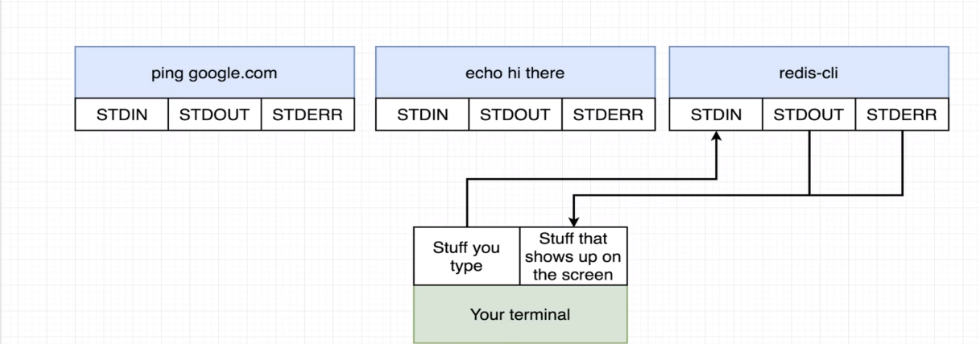 ping google.com
STDIN STDOUT STDERR
echo hi there
STDIN STDOUT STDERR
redis-cli
STDIN STDOUT STDERR
Stuff you
type
Stuff that
shows up on
the screen
Your terminal